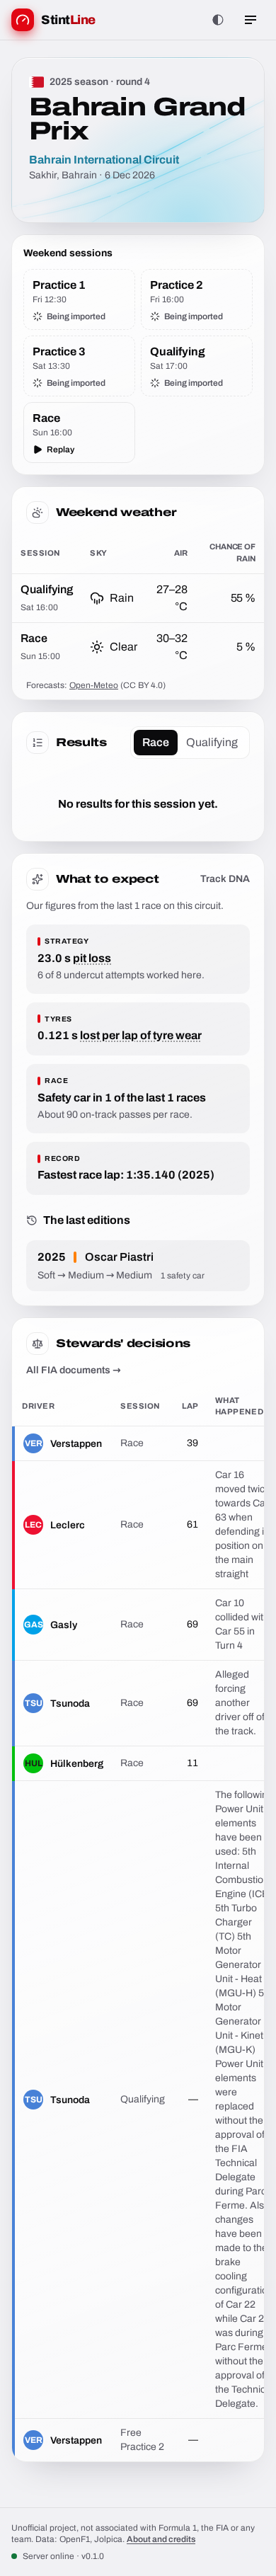 StintLine
2025 season · round 4
Bahrain Grand
Prix
Bahrain International Circuit
Sakhir, Bahrain · 6 Dec 2026
Weekend sessions
Practice 1
Fri 12:30
Being imported
Practice 2
Fri 16:00
Being imported
Practice 3
Sat 13:30
Being imported
Qualifying
Sat 17:00
Being imported
Race
Sun 16:00
Replay
Weekend weather
SESSION SKY AIR CHANCE OF
RAIN
Qualifying
Sat 16:00
Rain
27–28
°C
55 %
Race
Sun 15:00
Clear
30–32
°C
5 %
Forecasts: Open-Meteo (CC BY 4.0)
Results
Race Qualifying
No results for this session yet.
What to expect
Track DNA
Our figures from the last 1 race on this circuit.
STRATEGY
23.0 s pit loss
6 of 8 undercut attempts worked here.
TYRES
0.121 s lost per lap of tyre wear
RACE
Safety car in 1 of the last 1 races
About 90 on-track passes per race.
RECORD
Fastest race lap: 1:35.140 (2025)
The last editions
2025 Oscar Piastri
Soft → Medium → Medium 1 safety car
Stewards' decisions
All FIA documents →
DRIVER SESSION LAP WHAT
HAPPENED
VER Verstappen Race 39
LEC Leclerc Race 61
Car 16
moved twic
towards Ca
63 when
defending i
position on
the main
straight
GAS Gasly Race 69
Car 10
collided wit
Car 55 in
Turn 4
TSU Tsunoda Race 69
Alleged
forcing
another
driver off of
the track.
HUL Hülkenberg Race 11
TSU Tsunoda Qualifying —
The followin
Power Unit
elements
have been
used: 5th
Internal
Combustio
Engine (ICE
5th Turbo
Charger
(TC) 5th
Motor
Generator
Unit - Heat
(MGU-H) 5
Motor
Generator
Unit - Kinet
(MGU-K)
Power Unit
elements
were
replaced
without the
approval of
the FIA
Technical
Delegate
during Parc
Ferme. Als
changes
have been
made to the
brake
cooling
configuratio
of Car 22
while Car 2
was during
Parc Ferme
without the
approval of
the Technic
Delegate.
VER Verstappen Free
Practice 2
—
Unofficial project, not associated with Formula 1, the FIA or any
team. Data: OpenF1, Jolpica. About and credits
Server online · v0.1.0